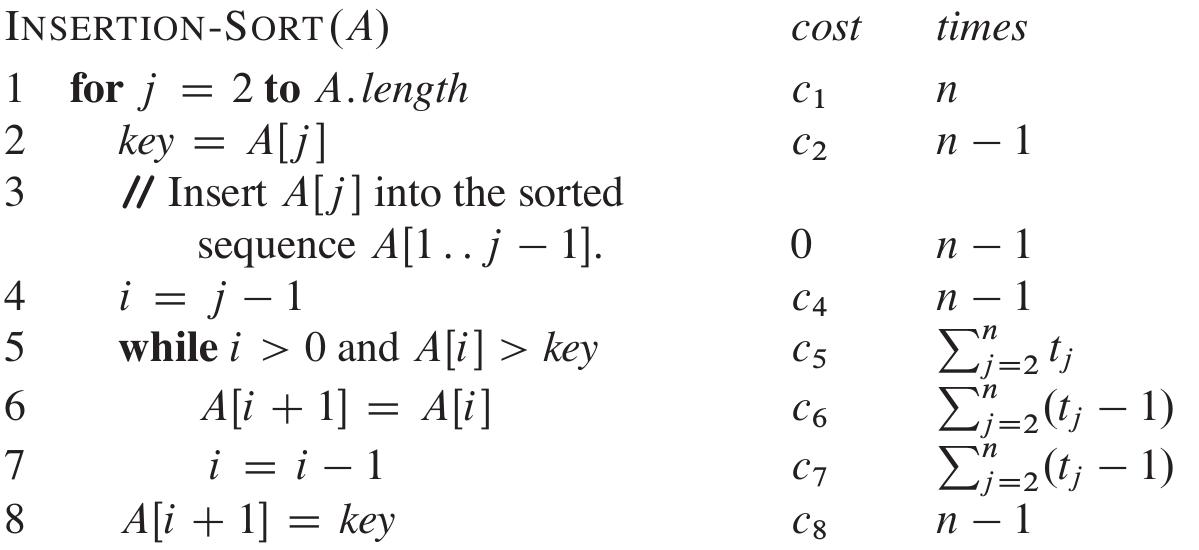 INSERTION-SORT(A) cost times
1 for j = 2 to A.length c₁ n
2 key = A[j] c₂ n − 1
3 // Insert A[j] into the sorted
sequence A[1 . . j − 1]. 0 n − 1
4 i = j − 1 c₄ n − 1
5 while i > 0 and A[i] > key c₅ ∑ⁿⱼ₌₂ tⱼ
6 A[i + 1] = A[i] c₆ ∑ⁿⱼ₌₂(tⱼ − 1)
7 i = i − 1 c₇ ∑ⁿⱼ₌₂(tⱼ − 1)
8 A[i + 1] = key c₈ n − 1